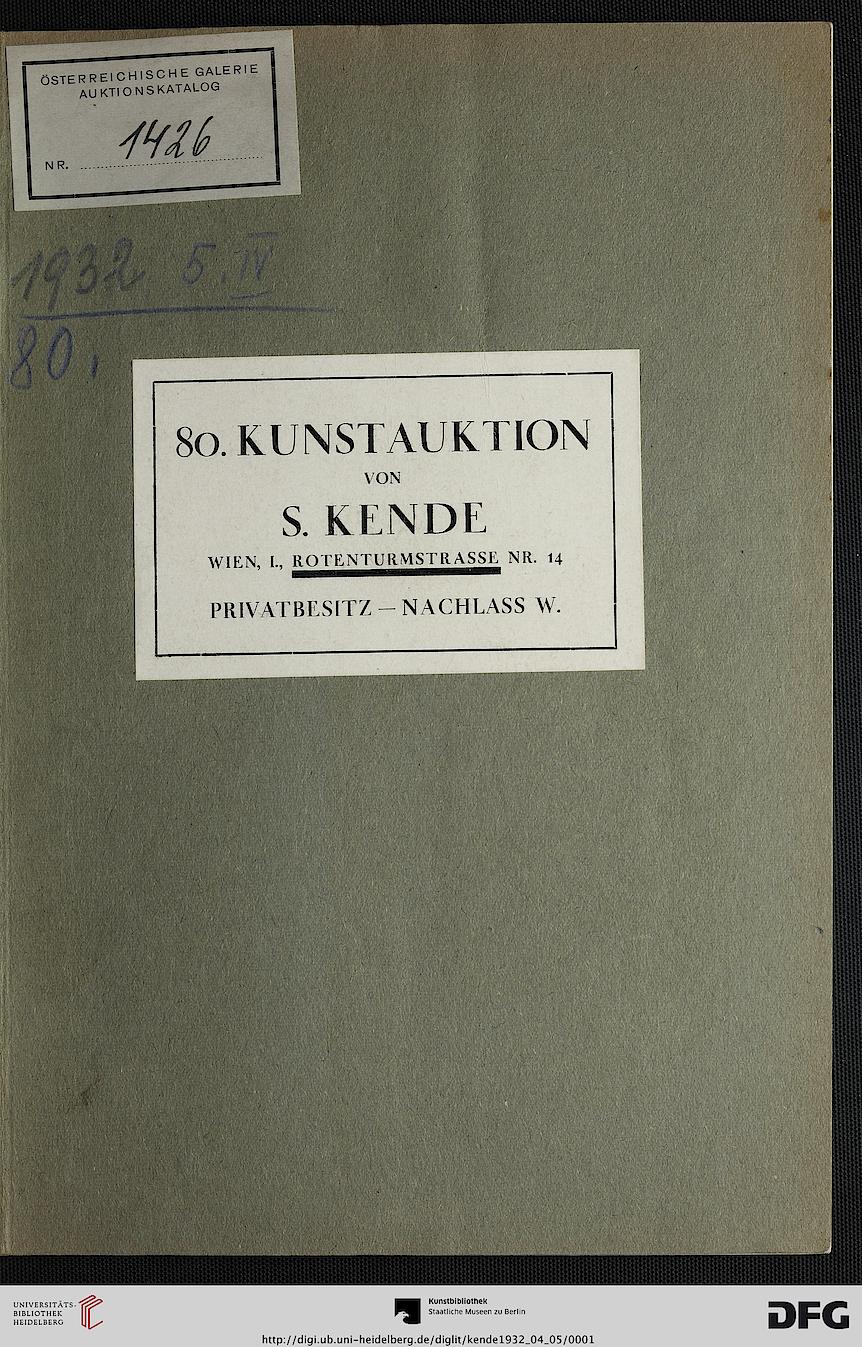 ÖSTERREICHISCHE GALERIE
AUKTIONSKATALOG
NR. 1426
1932 5.IV
80.
80. KUNSTAUKTION
VON
S. KENDE
WIEN, I., ROTENTURMSTRASSE NR. 14
PRIVATBESITZ — NACHLASS W.
UNIVERSITÄTS-
BIBLIOTHEK
HEIDELBERG
Kunstbibliothek
Staatliche Museen zu Berlin
DFG
http://digi.ub.uni-heidelberg.de/diglit/kende1932_04_05/0001